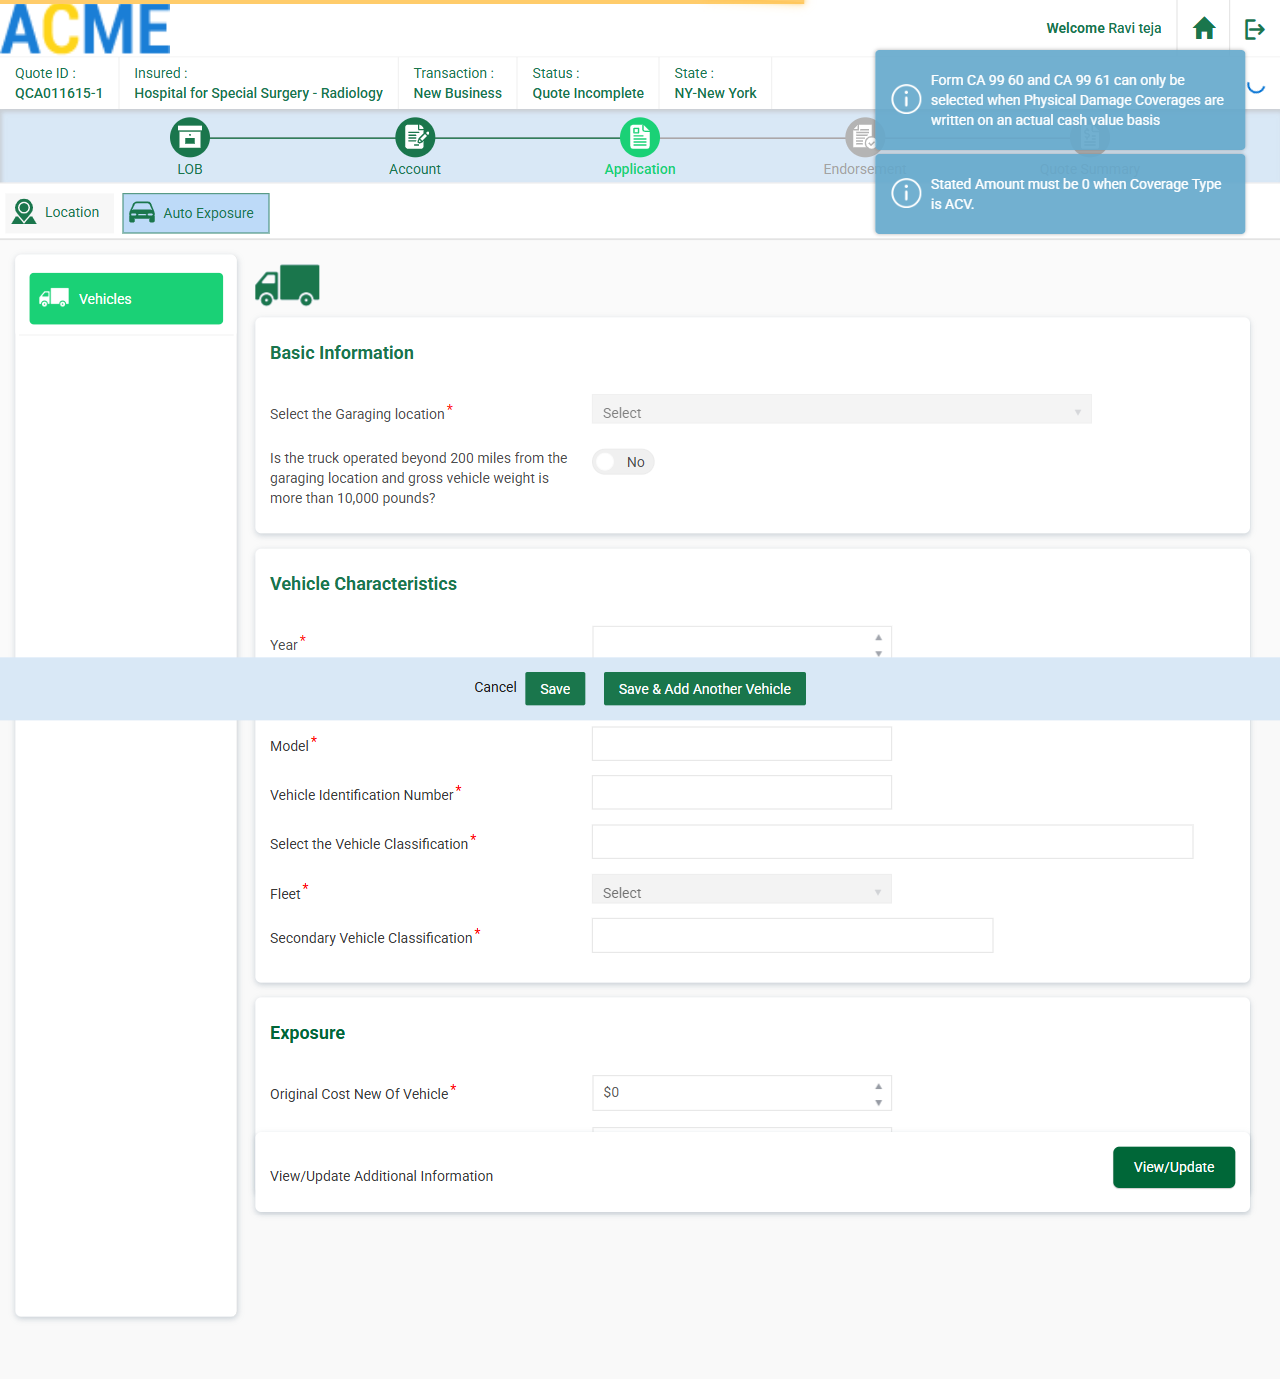 ACME
Welcome Ravi teja
Quote ID :
QCA011615-1
Insured :
Hospital for Special Surgery - Radiology
Transaction :
New Business
Status :
Quote Incomplete
State :
NY-New York
Form CA 99 60 and CA 99 61 can only be
selected when Physical Damage Coverages are
written on an actual cash value basis
Stated Amount must be 0 when Coverage Type
is ACV.
LOB
Account
Application
Endorsement
Quote Summary
Location
Auto Exposure
Vehicles
Basic Information
Select the Garaging location*
Select
Is the truck operated beyond 200 miles from the
garaging location and gross vehicle weight is
more than 10,000 pounds?
No
Vehicle Characteristics
Year*
Cancel
Save
Save & Add Another Vehicle
Model*
Vehicle Identification Number*
Select the Vehicle Classification*
Fleet*
Select
Secondary Vehicle Classification*
Exposure
Original Cost New Of Vehicle*
$0
View/Update Additional Information
View/Update